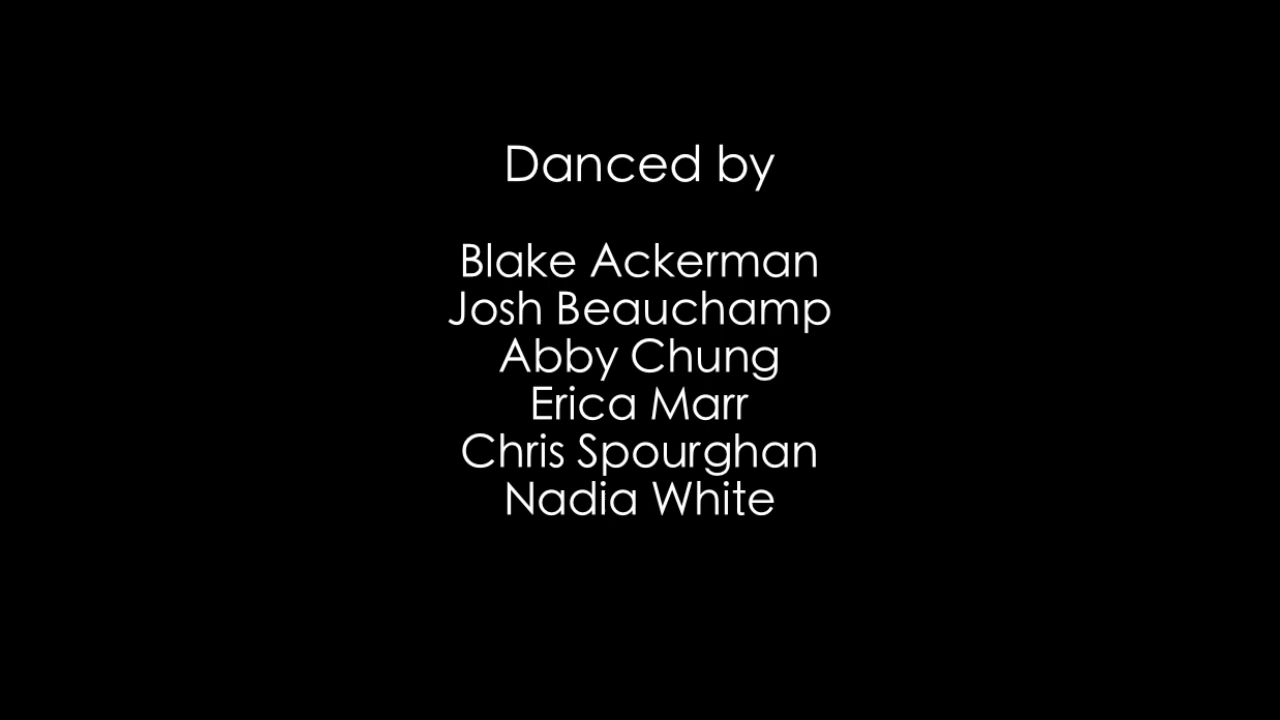 Danced by
Blake Ackerman
Josh Beauchamp
Abby Chung
Erica Marr
Chris Spourghan
Nadia White